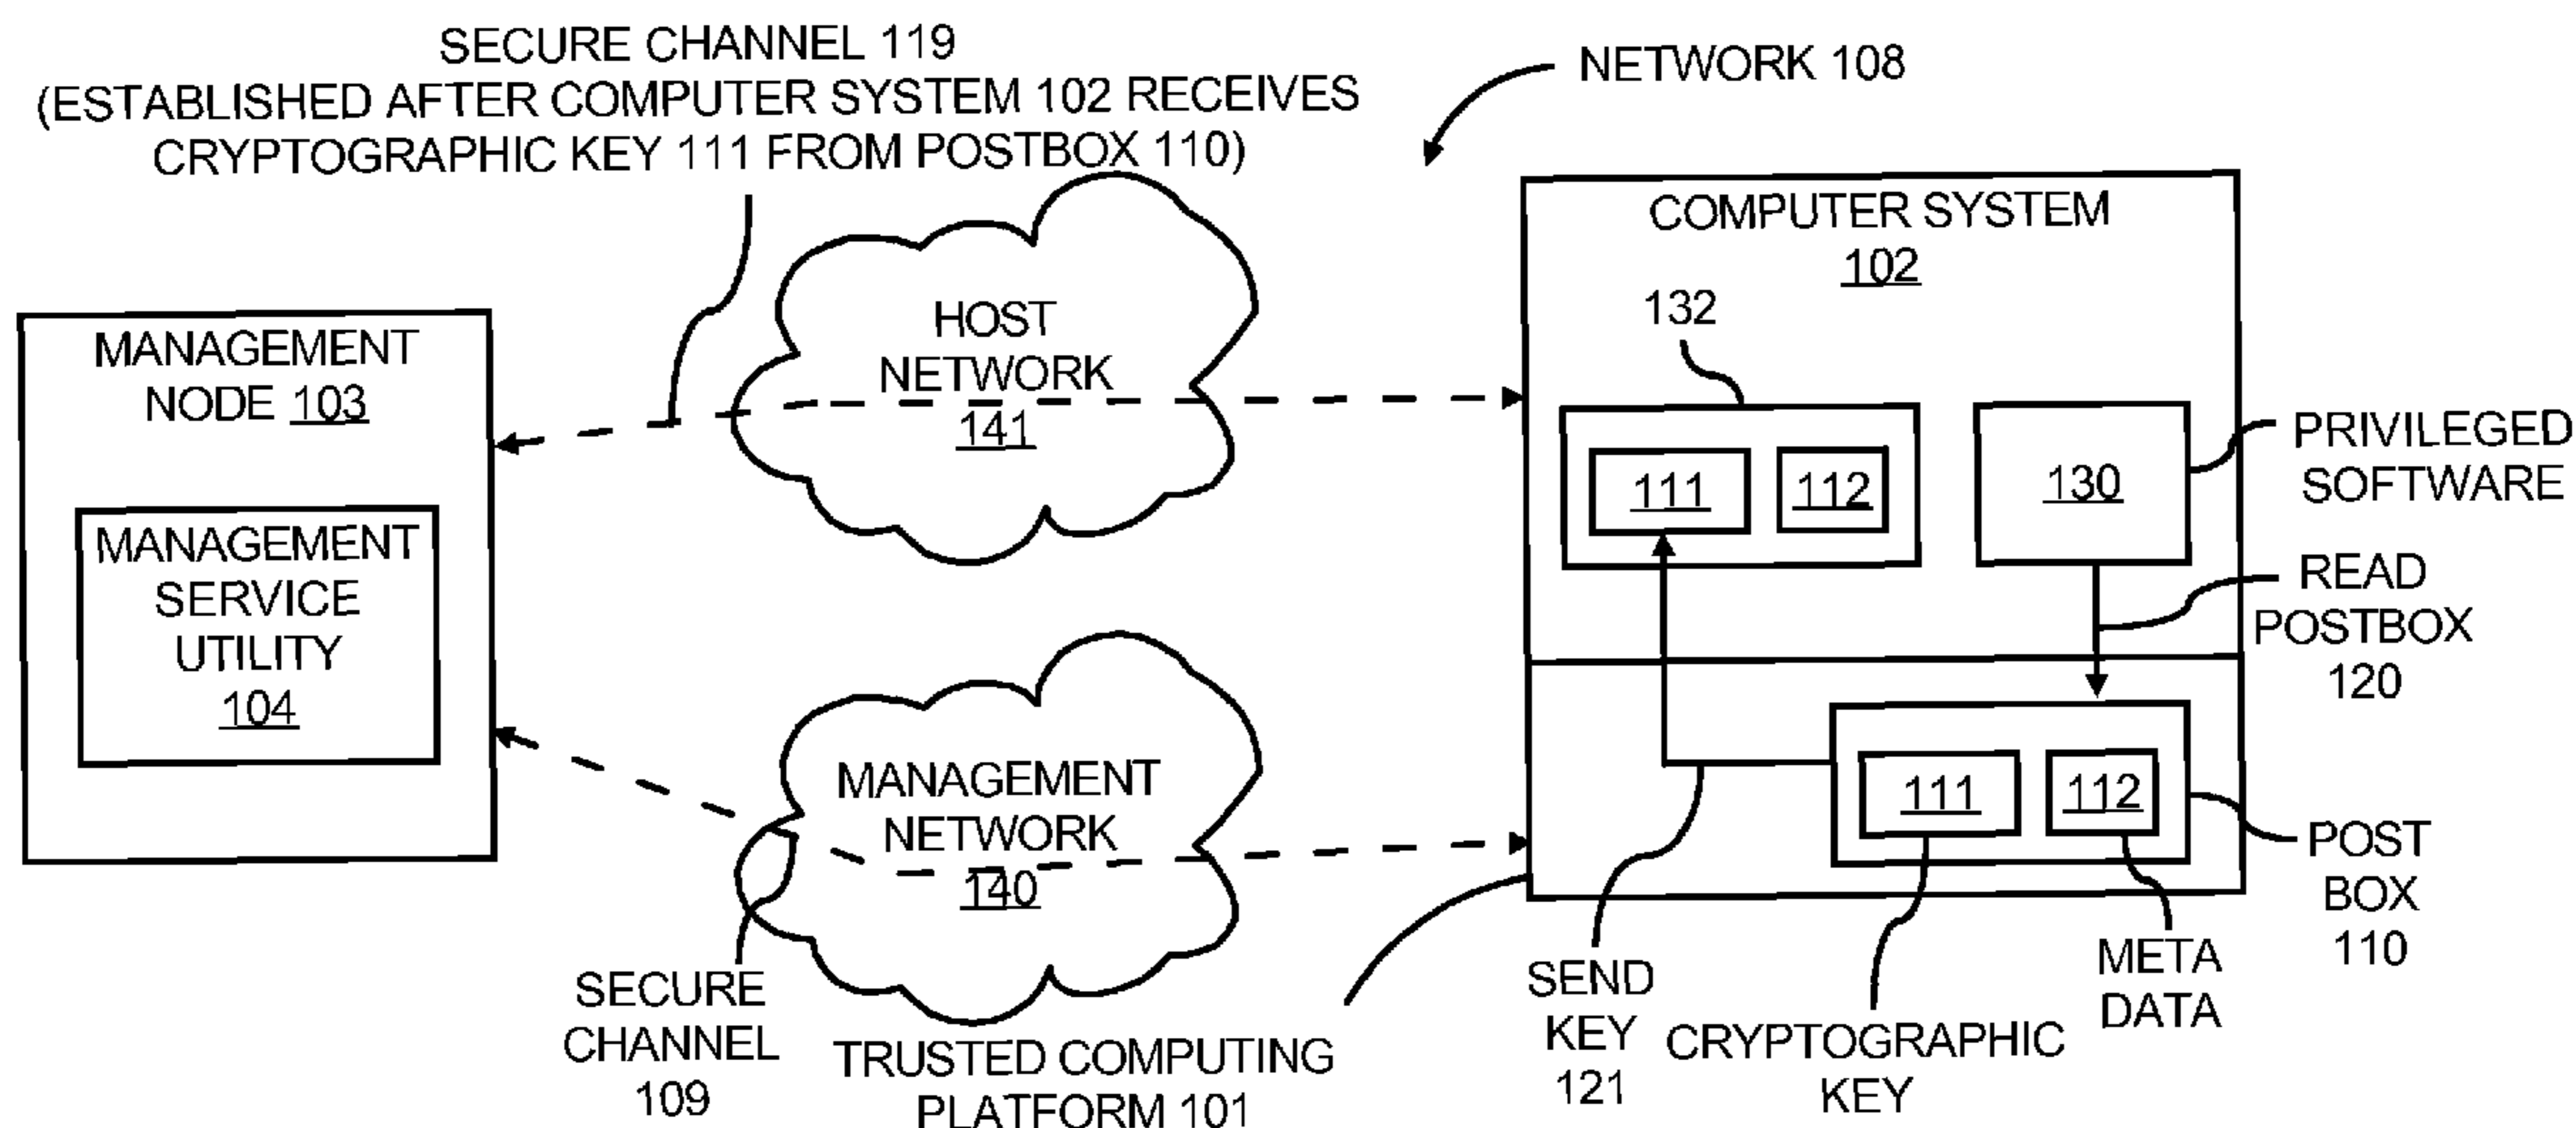 SECURE CHANNEL 119
(ESTABLISHED AFTER COMPUTER SYSTEM 102 RECEIVES
CRYPTOGRAPHIC KEY 111 FROM POSTBOX 110)
NETWORK 108
MANAGEMENT
NODE 103
MANAGEMENT
SERVICE
UTILITY
104
HOST
NETWORK
141
MANAGEMENT
NETWORK
140
SECURE
CHANNEL
109
TRUSTED COMPUTING
PLATFORM 101
COMPUTER SYSTEM
102
132
111
112
130
PRIVILEGED
SOFTWARE
READ
POSTBOX
120
111
112
POST
BOX
110
SEND
KEY
121
CRYPTOGRAPHIC
KEY
META
DATA